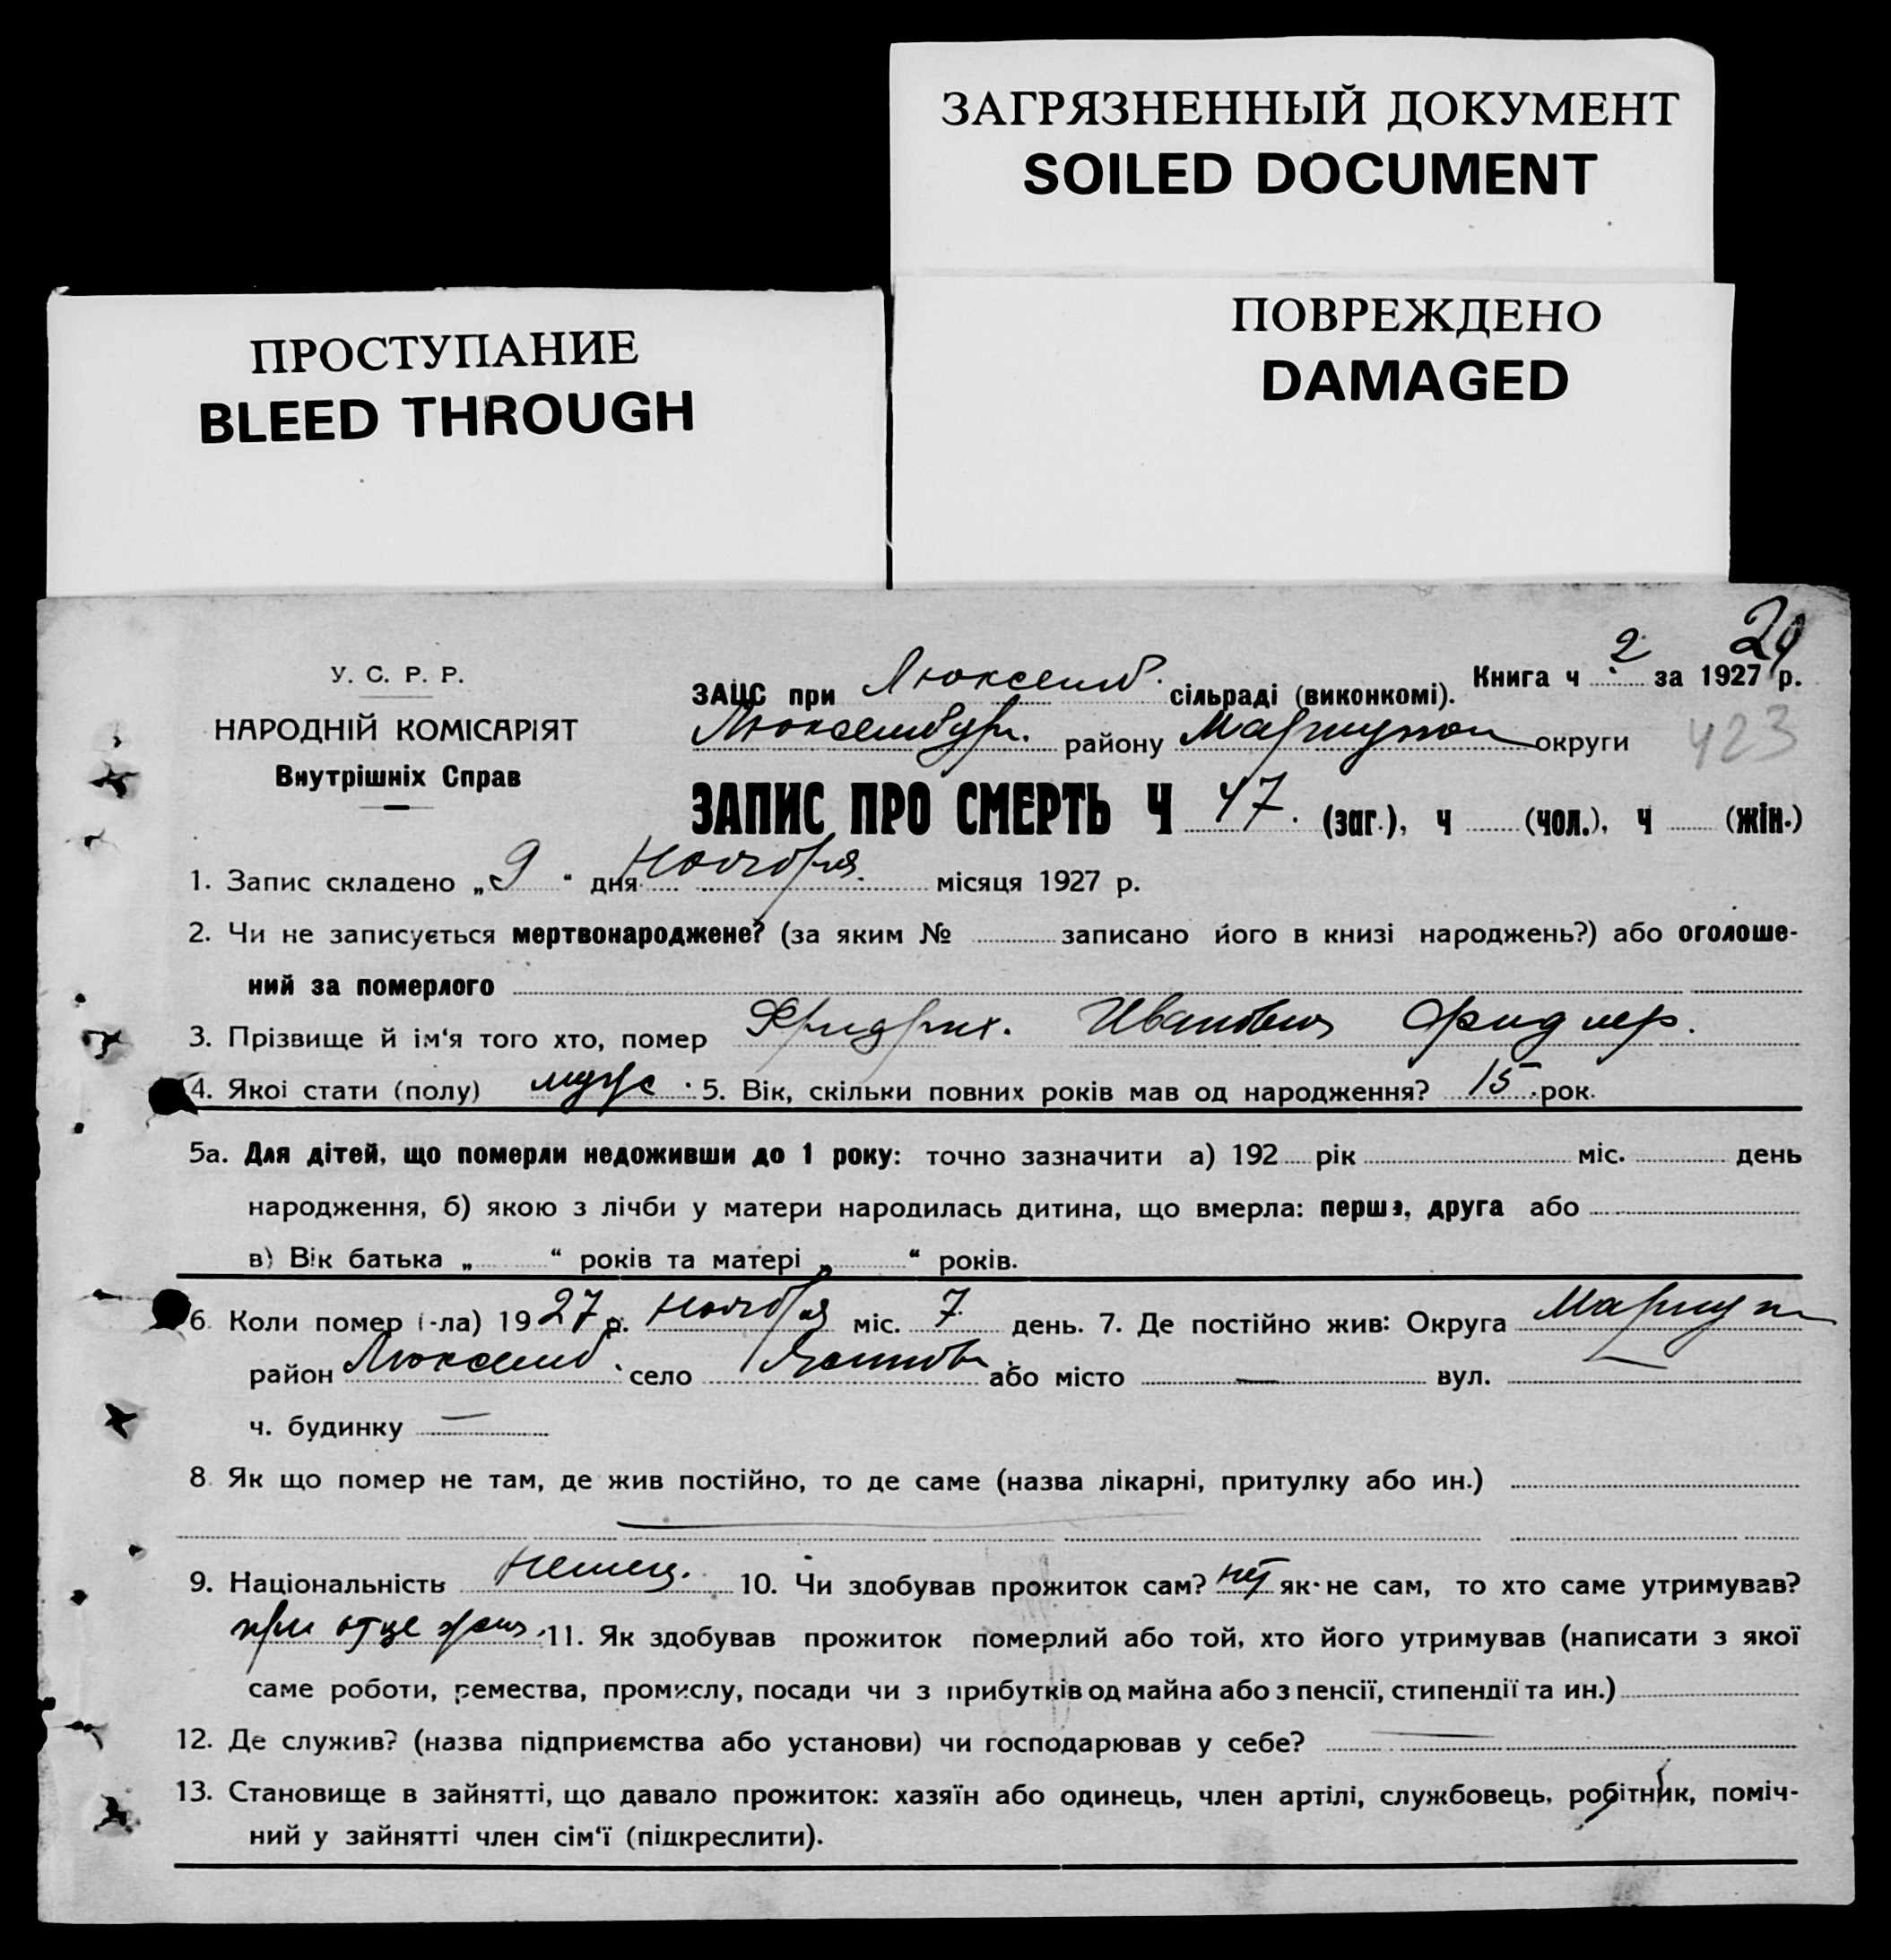 ЗАГРЯЗНЕННЫЙ ДОКУМЕНТ
SOILED DOCUMENT
ПОВРЕЖДЕНО
DAMAGED
ПРОСТУПАНИЕ
BLEED THROUGH
24
У. С. Р. Р.
НАРОДНІЙ КОМІСАРІЯТ
Внутрішніх Справ
ЗАЦС при Люксемб. сільраді (виконкомі). Книга ч 2 за 1927 р.
Люксембург. району Мариупол округи
423
ЗАПИС ПРО СМЕРТЬ Ч 47. (заг.), ч (чол.), ч (жін.)
1. Запис складено „9“ дня Ноября. місяця 1927 р.
2. Чи не записується мертвонароджене? (за яким № записано його в книзі народжень?) або оголоше-
ний за померлого
3. Прізвище й ім'я того хто, помер Фридрих. Иванович Фидлер.
4. Якої стати (полу) муж. 5. Вік, скільки повних років мав од народження? 15 рок.
5а. Для дітей, що померли недоживши до 1 року: точно зазначити а) 192 рік міс. день
народження, б) якою з лічби у матери народилась дитина, що вмерла: перша, друга або
в) Вік батька „ “ років та матері „ “ років.
6. Коли помер (-ла) 1927 р. ноября міс. 7 день. 7. Де постійно жив: Округа Мариуп
район Люксемб. село або місто — вул. —
ч. будинку —
8. Як що помер не там, де жив постійно, то де саме (назва лікарні, притулку або ин.)
9. Національність Немец. 10. Чи здобував прожиток сам? нет як не сам, то хто саме утримував?
при отце 11. Як здобував прожиток померлий або той, хто його утримував (написати з якої
саме роботи, ремества, промислу, посади чи з прибутків од майна або з пенсії, стипендії та ин.)
12. Де служив? (назва підприємства або установи) чи господарював у себе? —
13. Становище в зайнятті, що давало прожиток: хазяїн або одинець, член артілі, службовець, робітник, поміч-
ний у зайнятті член сім'ї (підкреслити).